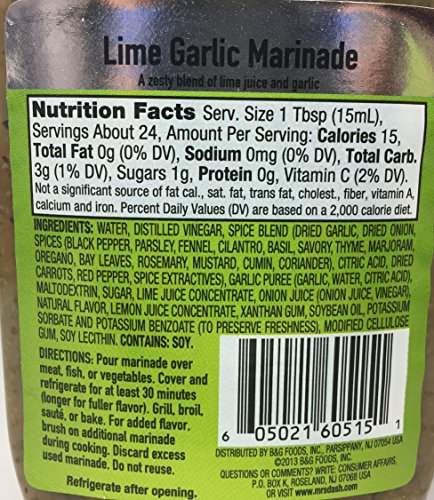 Lime Garlic Marinade
A zesty blend of lime juice and garlic
Nutrition Facts Serv. Size 1 Tbsp (15mL),
Servings About 24, Amount Per Serving: Calories 15,
Total Fat 0g (0% DV), Sodium 0mg (0% DV), Total Carb.
3g (1% DV), Sugars 1g, Protein 0g, Vitamin C (2% DV).
Not a significant source of fat cal., sat. fat, trans fat, cholest., fiber, vitamin A,
calcium and iron. Percent Daily Values (DV) are based on a 2,000 calorie diet.
INGREDIENTS: WATER, DISTILLED VINEGAR, SPICE BLEND (DRIED GARLIC, DRIED ONION,
SPICES (BLACK PEPPER, PARSLEY, FENNEL, CILANTRO, BASIL, SAVORY, THYME, MARJORAM,
OREGANO, BAY LEAVES, ROSEMARY, MUSTARD, CUMIN, CORIANDER), CITRIC ACID, DRIED
CARROTS, RED PEPPER, SPICE EXTRACTIVES), GARLIC PUREE (GARLIC, WATER, CITRIC ACID),
MALTODEXTRIN, SUGAR, LIME JUICE CONCENTRATE, ONION JUICE (ONION JUICE, VINEGAR),
NATURAL FLAVOR, LEMON JUICE CONCENTRATE, XANTHAN GUM, SOYBEAN OIL, POTASSIUM
SORBATE AND POTASSIUM BENZOATE (TO PRESERVE FRESHNESS), MODIFIED CELLULOSE
GUM, SOY LECITHIN. CONTAINS: SOY.
DIRECTIONS: Pour marinade over
meat, fish, or vegetables. Cover and
refrigerate for at least 30 minutes
(longer for fuller flavor). Grill, broil,
sauté, or bake. For added flavor,
brush on additional marinade
during cooking. Discard excess
used marinade. Do not reuse.
Refrigerate after opening.
6 05021 60515 1
DISTRIBUTED BY B&G FOODS, INC., PARSIPPANY, NJ 07054 USA
©2013 B&G FOODS, INC.
QUESTIONS OR COMMENTS? WRITE: CONSUMER AFFAIRS,
P.O. BOX K, ROSELAND, NJ 07068 USA
OR VISIT www.mrsdash.com